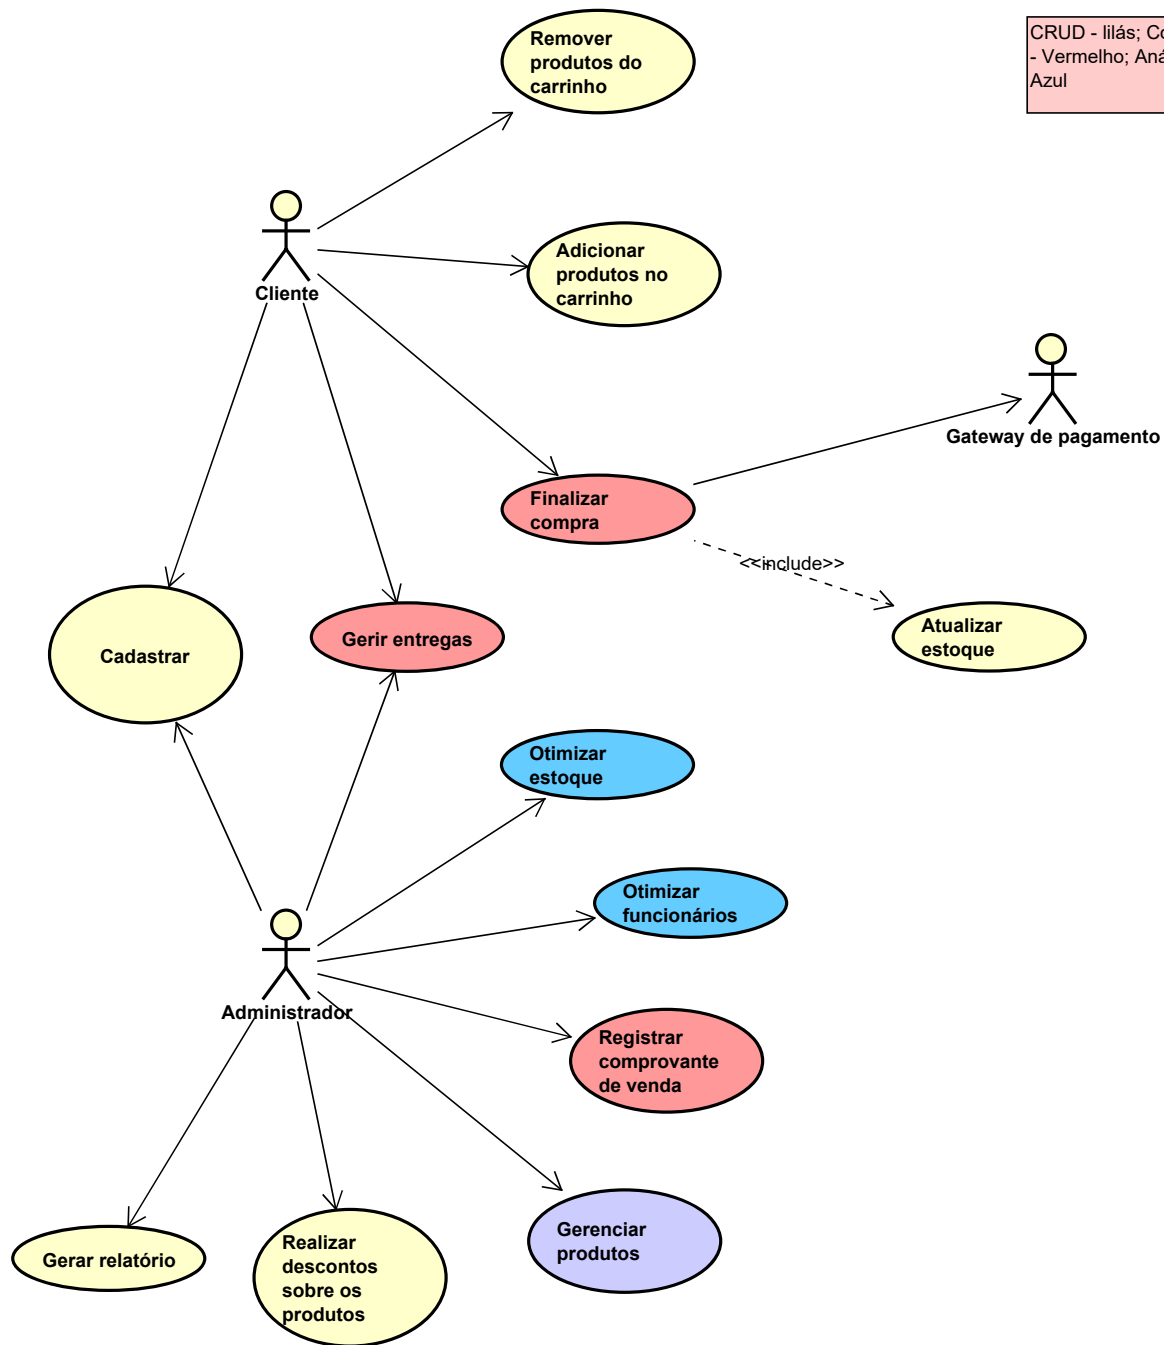 Remover
produtos do
carrinho
CRUD - lilás;
- Vermelho;
Azul
Cliente
Adicionar
produtos no
carrinho
Gateway de pagamento
Finalizar
compra
<<include>>
Cadastrar
Gerir entregas
Atualizar
estoque
Otimizar
estoque
Otimizar
funcionários
Administrador
Registrar
comprovante
de venda
Gerar relatório
Realizar
descontos
sobre os
produtos
Gerenciar
produtos